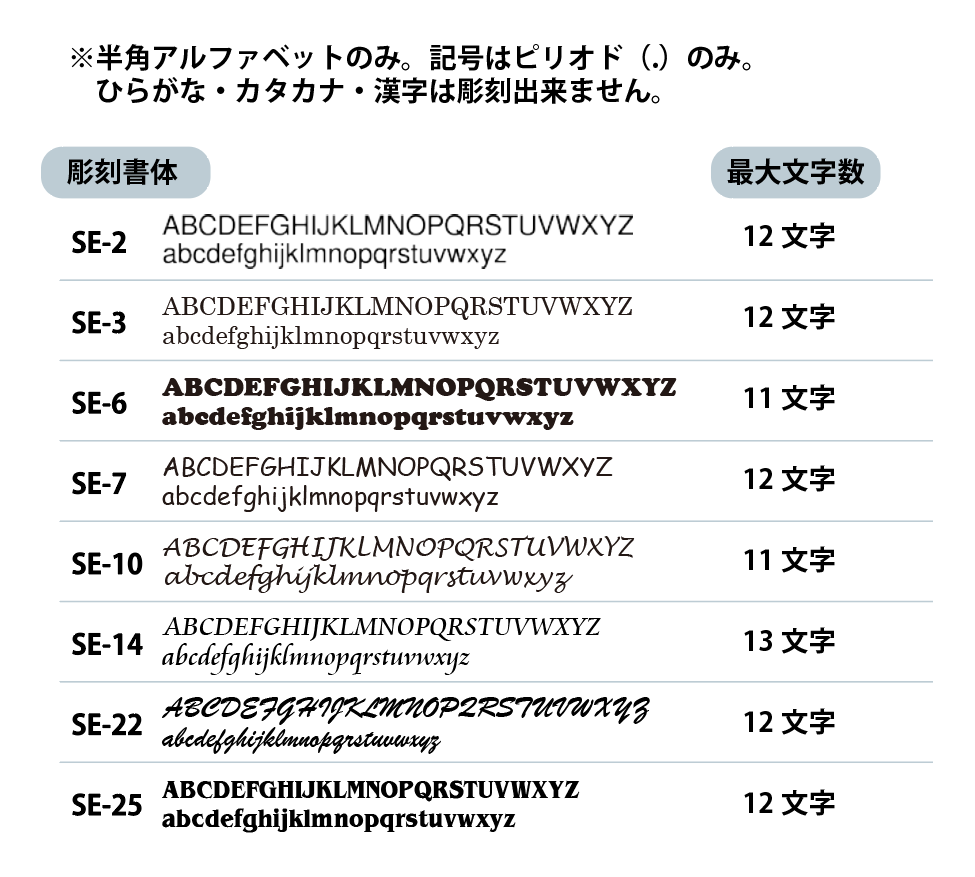 ※半角アルファベットのみ。記号はピリオド（.）のみ。
ひらがな・カタカナ・漢字は彫刻出来ません。
彫刻書体 最大文字数
SE-2 ABCDEFGHIJKLMNOPQRSTUVWXYZ 12 文字
abcdefghijklmnopqrstuvwxyz
SE-3 ABCDEFGHIJKLMNOPQRSTUVWXYZ 12 文字
abcdefghijklmnopqrstuvwxyz
SE-6 ABCDEFGHIJKLMNOPQRSTUVWXYZ 11 文字
abcdefghijklmnopqrstuvwxyz
SE-7 ABCDEFGHIJKLMNOPQRSTUVWXYZ 12 文字
abcdefghijklmnopqrstuvwxyz
SE-10 ABCDEFGHIJKLMNOPQRSTUVWXYZ 11 文字
abcdefghijklmnopqrstuvwxyz
SE-14 ABCDEFGHIJKLMNOPQRSTUVWXYZ 13 文字
abcdefghijklmnopqrstuvwxyz
SE-22 ABCDEFGHIJKLMNOPQRSTUVWXYZ 12 文字
abcdefghijklmnopqrstuvwxyz
SE-25 ABCDEFGHIJKLMNOPQRSTUVWXYZ 12 文字
abcdefghijklmnopqrstuvwxyz